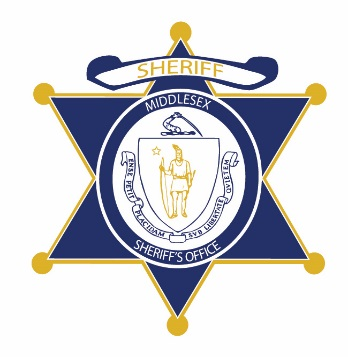 SHERIFF
MIDDLESEX
ENSE PETIT PLACIDAM SVB LIBERTATE QVIETEM
SHERIFF'S OFFICE